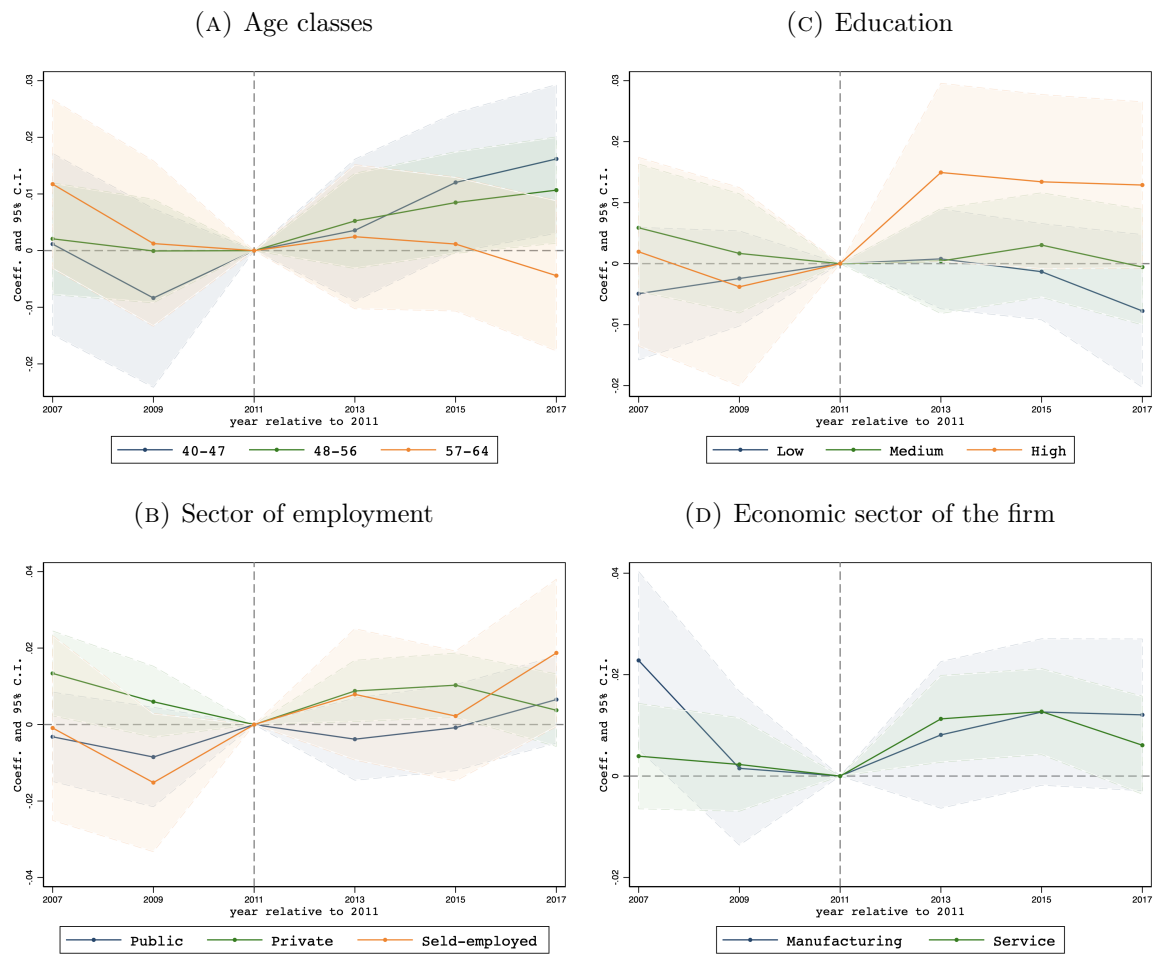 (A) Age classes
Coeff. and 95% C.I.
.03
.02
.01
0
-.01
-.02
2007 2009 2011 2013 2015 2017
year relative to 2011
40-47 48-56 57-64
(C) Education
Coeff. and 95% C.I.
.03
.02
.01
0
-.01
-.02
2007 2009 2011 2013 2015 2017
year relative to 2011
Low Medium High
(B) Sector of employment
Coeff. and 95% C.I.
.04
.02
0
-.02
-.04
2007 2009 2011 2013 2015 2017
year relative to 2011
Public Private Seld-employed
(D) Economic sector of the firm
Coeff. and 95% C.I.
.04
.02
0
-.02
2007 2009 2011 2013 2015 2017
year relative to 2011
Manufacturing Service